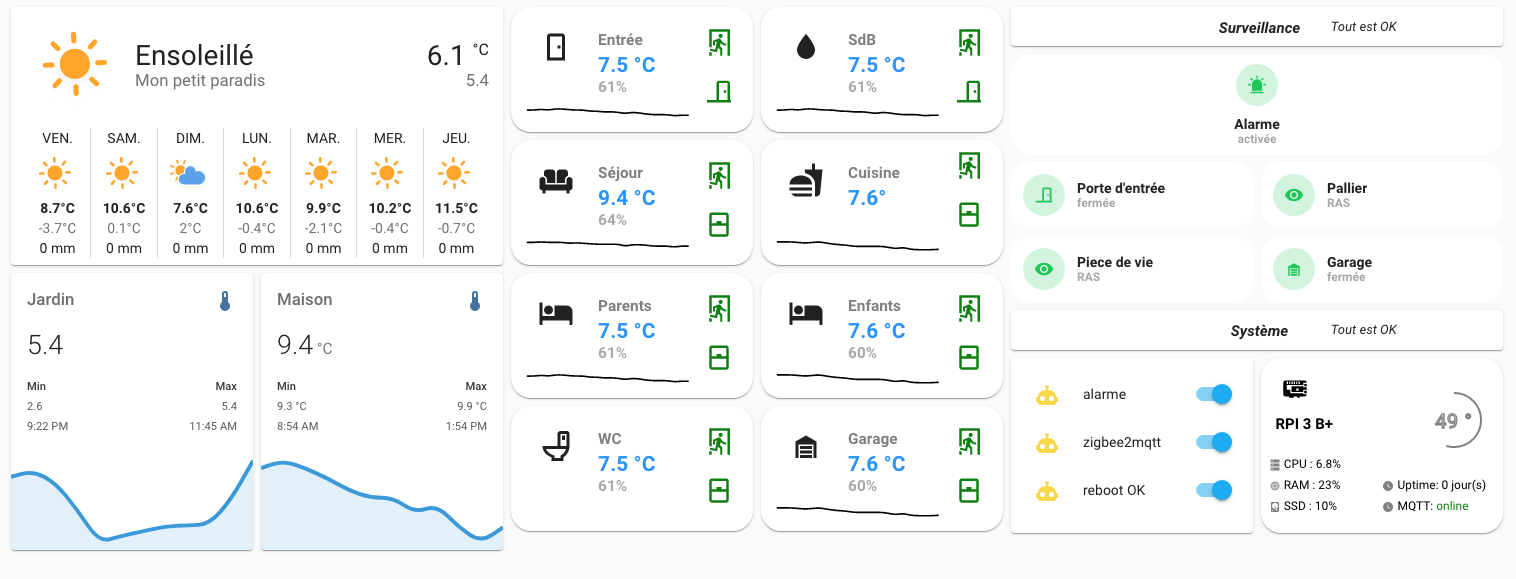 Ensoleillé
6.1 °C
Mon petit paradis
5.4
VEN. SAM. DIM. LUN. MAR. MER. JEU.
8.7°C 10.6°C 7.6°C 10.6°C 9.9°C 10.2°C 11.5°C
-3.7°C 0.1°C 2°C -0.4°C -2.1°C -0.4°C -0.7°C
0 mm 0 mm 0 mm 0 mm 0 mm 0 mm 0 mm
Jardin
5.4
Min Max
2.6 5.4
9:22 PM 11:45 AM
Maison
9.4 °C
Min Max
9.3 °C 9.9 °C
8:54 AM 1:54 PM
Entrée
7.5 °C
61%
SdB
7.5 °C
61%
Séjour
9.4 °C
64%
Cuisine
7.6°
Parents
7.5 °C
61%
Enfants
7.6 °C
60%
WC
7.5 °C
61%
Garage
7.6 °C
60%
Surveillance Tout est OK
Alarme
activée
Porte d'entrée
fermée
Pallier
RAS
Piece de vie
RAS
Garage
fermée
Système Tout est OK
alarme
zigbee2mqtt
reboot OK
RPI 3 B+
49 °
CPU : 6.8%
RAM : 23% Uptime: 0 jour(s)
SSD : 10% MQTT: online